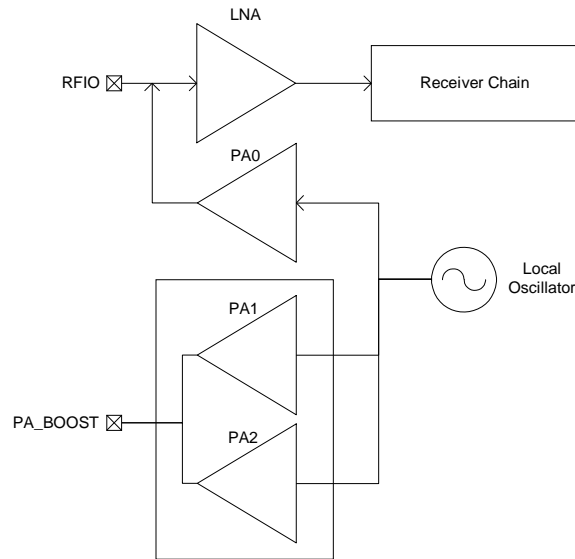 LNA
RFIO
Receiver Chain
PA0
Local
Oscillator
PA1
PA_BOOST
PA2